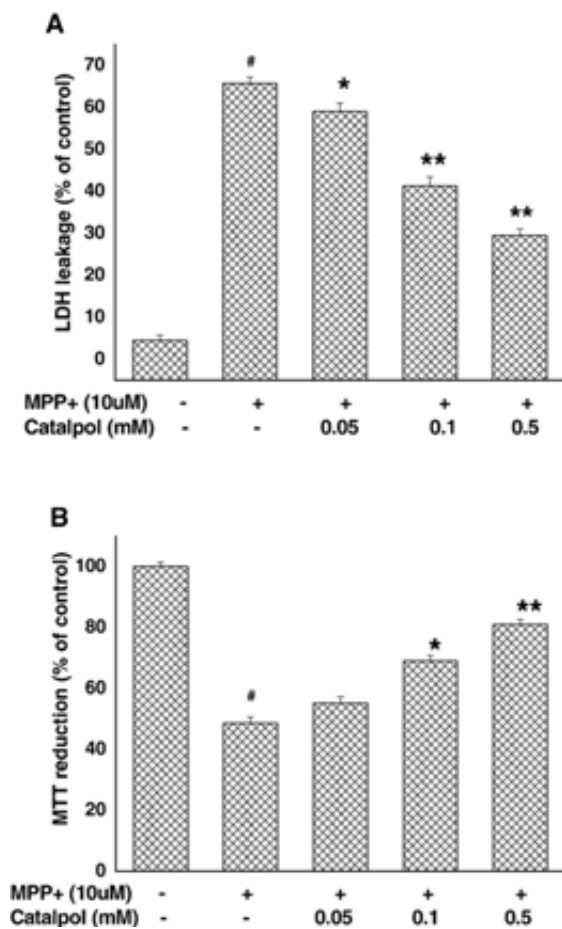 A
LDH leakage (% of control)
70
60
50
40
30
20
10
0
#
*
**
**
MPP+ (10uM) - + + + +
Catalpol (mM) - - 0.05 0.1 0.5
B
MTT reduction (% of control)
100
80
60
40
20
0
#
*
**
MPP+ (10uM) - + + + +
Catalpol (mM) - - 0.05 0.1 0.5